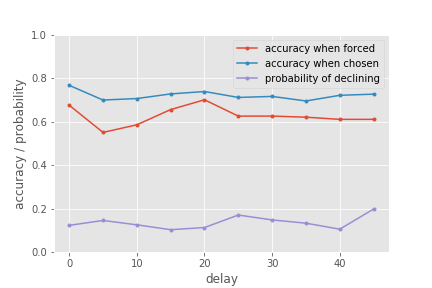 accuracy when forced
accuracy when chosen
probability of declining
1.0
0.8
0.6
0.4
0.2
0.0
accuracy / probability
0 10 20 30 40
delay